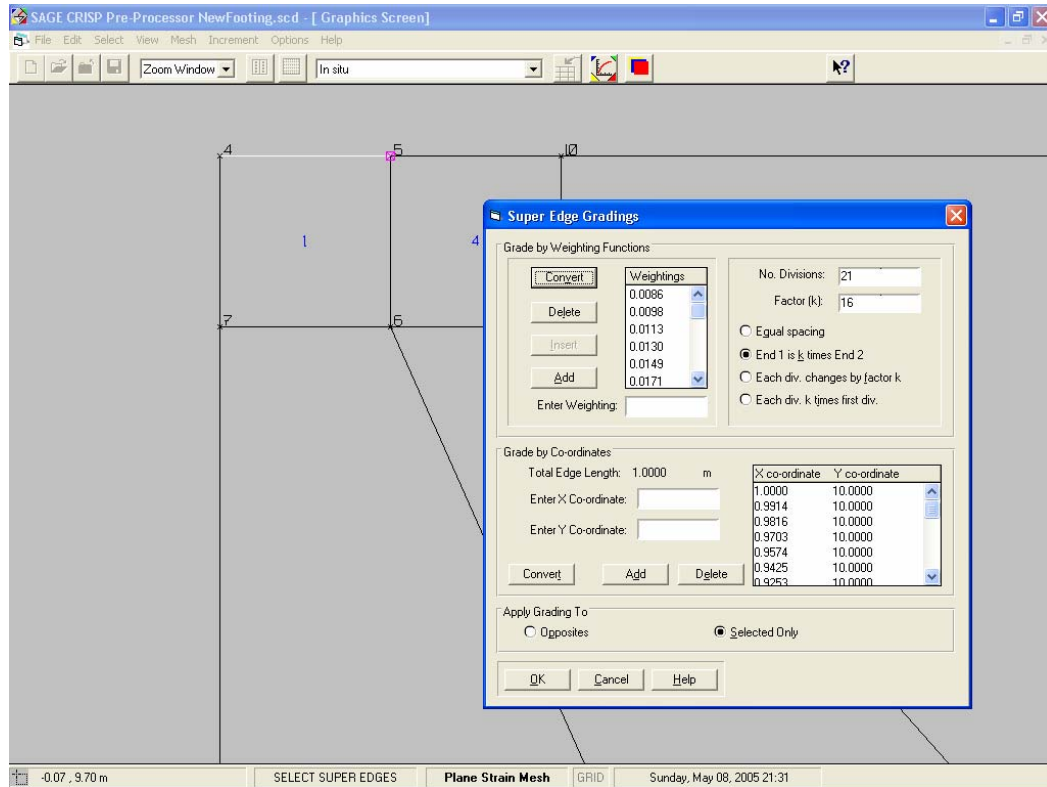 SAGE CRISP Pre-Processor NewFooting.scd - [ Graphics Screen]
File Edit Select View Mesh Increment Options Help
Zoom Window In situ
4 5 10
1 4
7 6
Super Edge Gradings
Grade by Weighting Functions
Convert
Delete
Insert
Add
Weightings
0.0086
0.0098
0.0113
0.0130
0.0149
0.0171
Enter Weighting:
No. Divisions: 21
Factor (k): 16
Equal spacing
End 1 is k times End 2
Each div. changes by factor k
Each div. k times first div.
Grade by Co-ordinates
Total Edge Length: 1.0000 m
Enter X Co-ordinate:
Enter Y Co-ordinate:
Convert Add Delete
X co-ordinate Y co-ordinate
1.0000 10.0000
0.9914 10.0000
0.9816 10.0000
0.9703 10.0000
0.9574 10.0000
0.9425 10.0000
0.9253 10.0000
Apply Grading To
Opposites Selected Only
OK Cancel Help
-0.07 , 9.70 m SELECT SUPER EDGES Plane Strain Mesh GRID Sunday, May 08, 2005 21:31